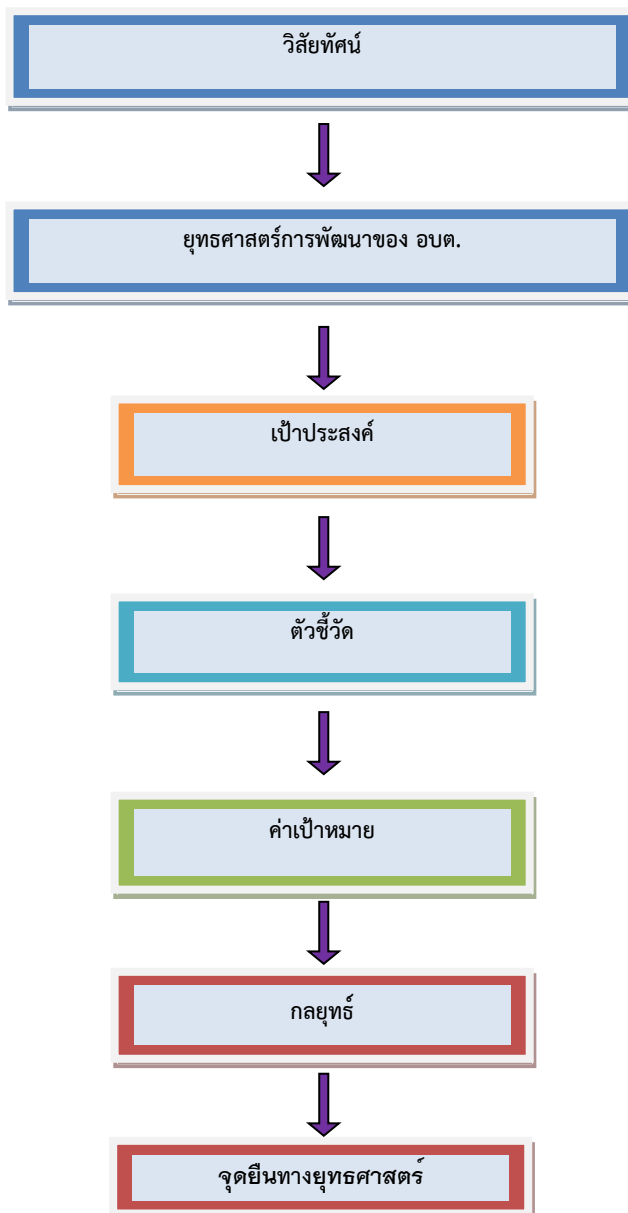 วิสัยทัศน์
ยุทธศาสตร์การพัฒนาของ อบต.
เป้าประสงค์
ตัวชี้วัด
ค่าเป้าหมาย
กลยุทธ์
จุดยืนทางยุทธศาสตร์